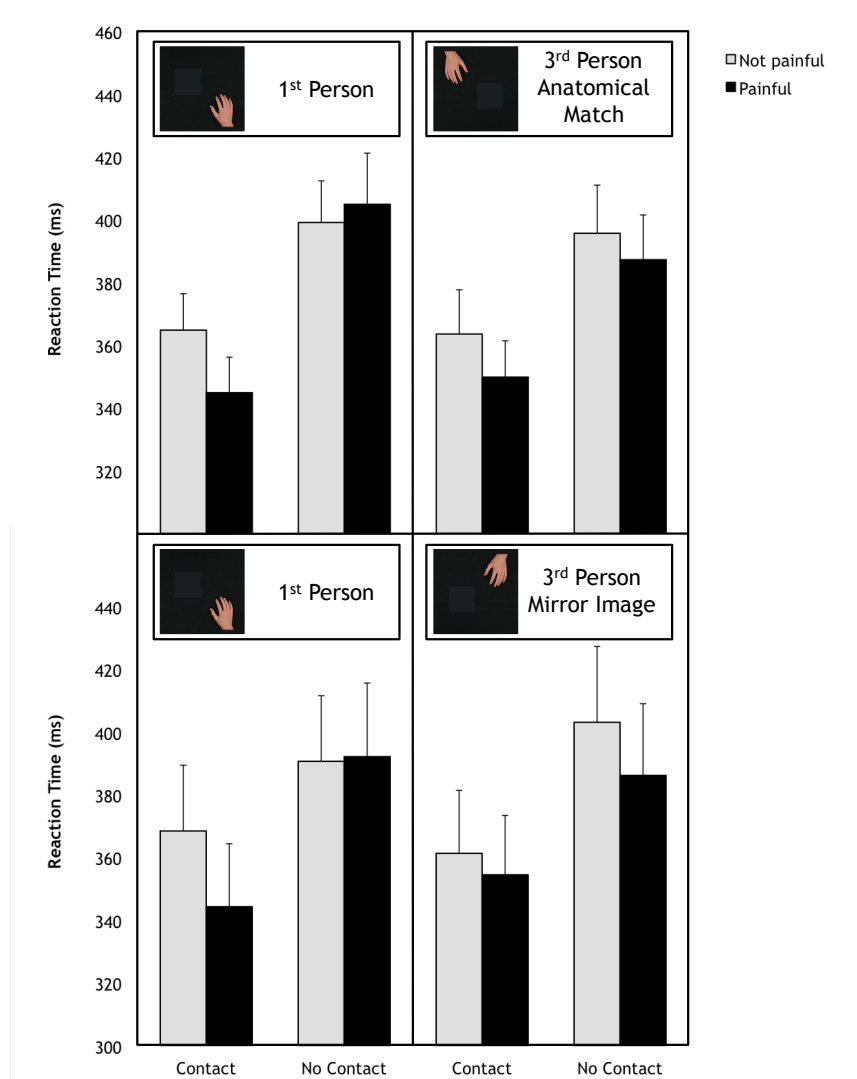 460
440
420
400
380
360
340
320
Reaction Time (ms)
1st Person
3rd Person
Anatomical
Match
Not painful
Painful
440
420
400
380
360
340
320
300
Reaction Time (ms)
1st Person
3rd Person
Mirror Image
Contact
No Contact
Contact
No Contact